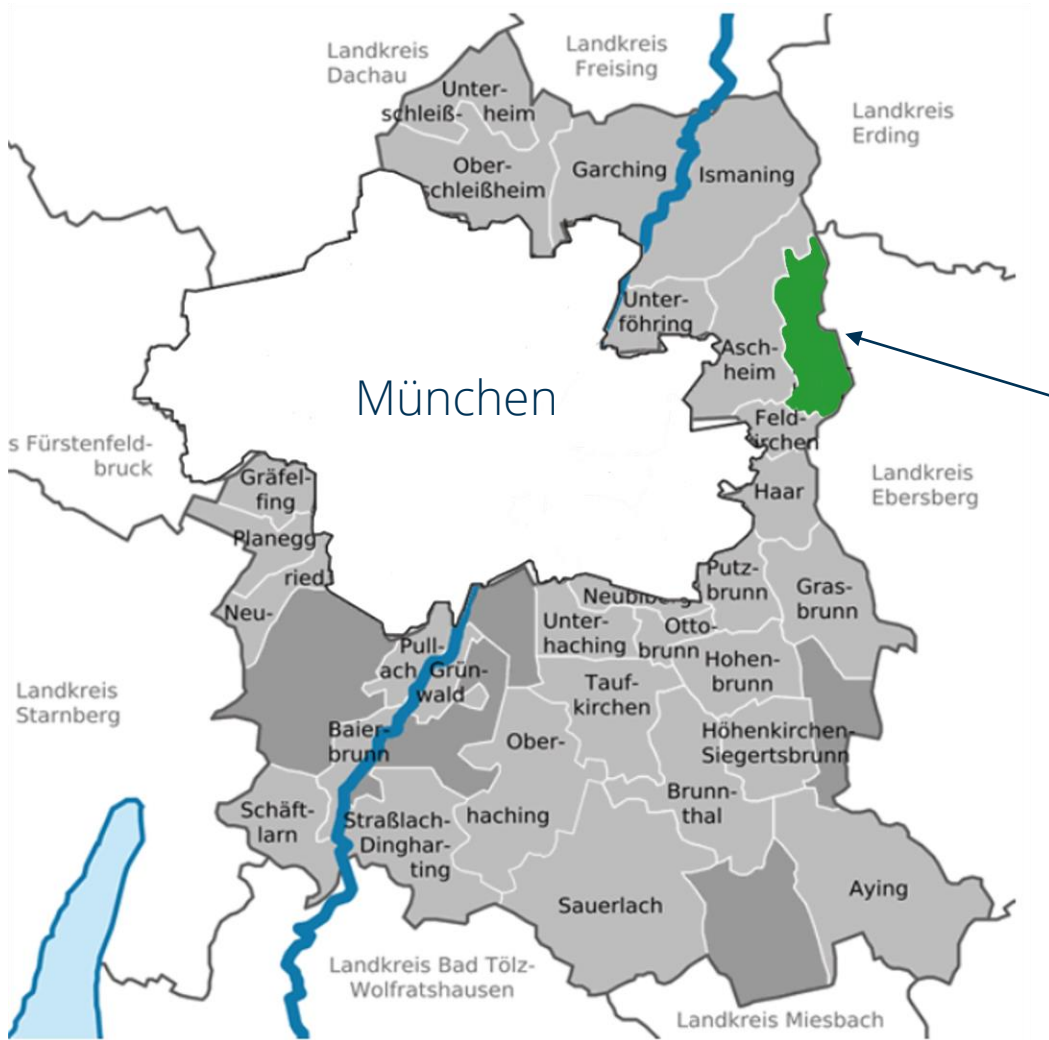 Landkreis
Dachau
Landkreis
Freising
Landkreis
Erding
Unter-
schleiß- heim
Ober-
schleißheim
Garching
Ismaning
Unter-
föhring
Asch-
heim
München
Feld-
kirchen
s Fürstenfeld-
bruck
Landkreis
Ebersberg
Gräfel-
fing
Haar
Planegg
ried
Neu-
Putz-
brunn
Gras-
brunn
Neubiberg
Unter-
haching
Otto-
brunn
Hohen-
brunn
Pull-
ach
Grün-
wald
Tauf-
kirchen
Landkreis
Starnberg
Baier-
brunn
Ober-
haching
Höhenkirchen-
Siegertsbrunn
Brunn-
thal
Schäft-
larn
Straßlach-
Dinghar-
ting
Sauerlach
Aying
Landkreis Bad Tölz-
Wolfratshausen
Landkreis Miesbach